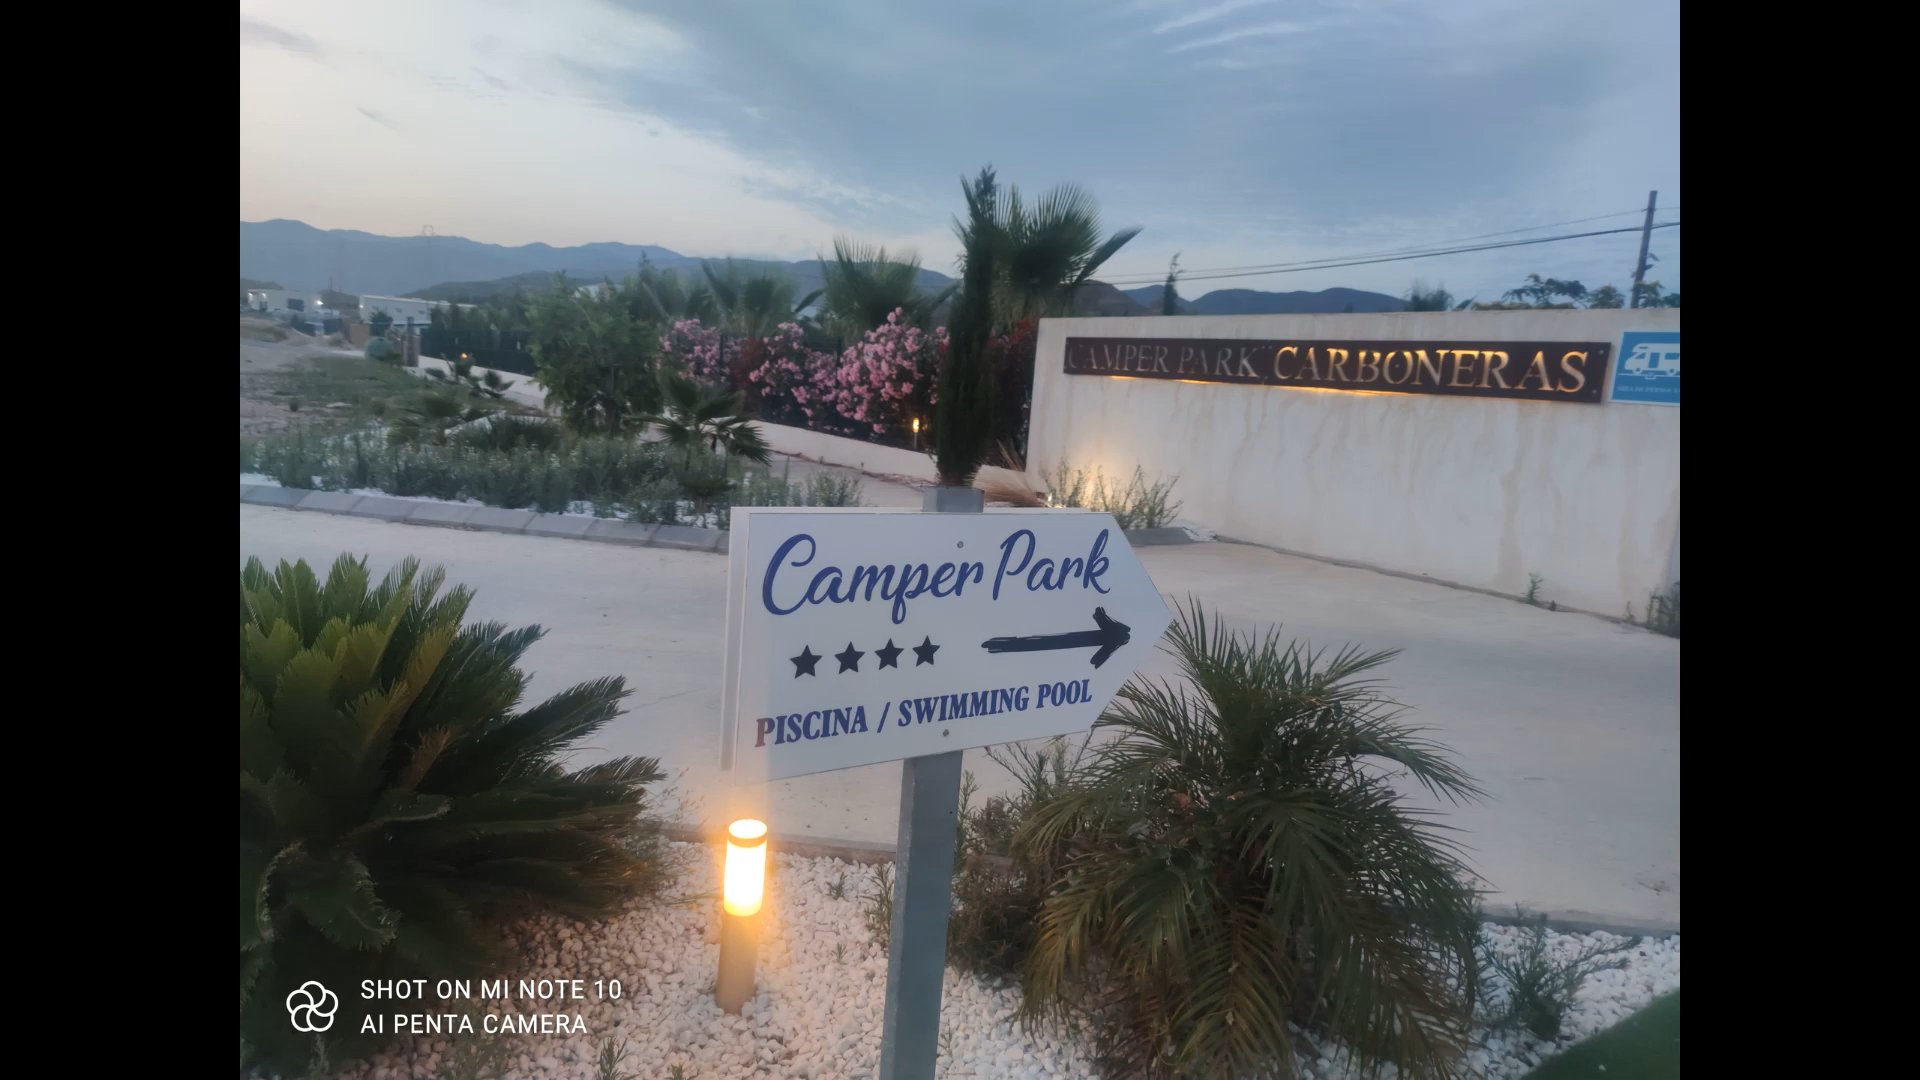 CAMPER PARK CARBONERAS
Camper Park
★★★★
PISCINA / SWIMMING POOL
SHOT ON MI NOTE 10
AI PENTA CAMERA